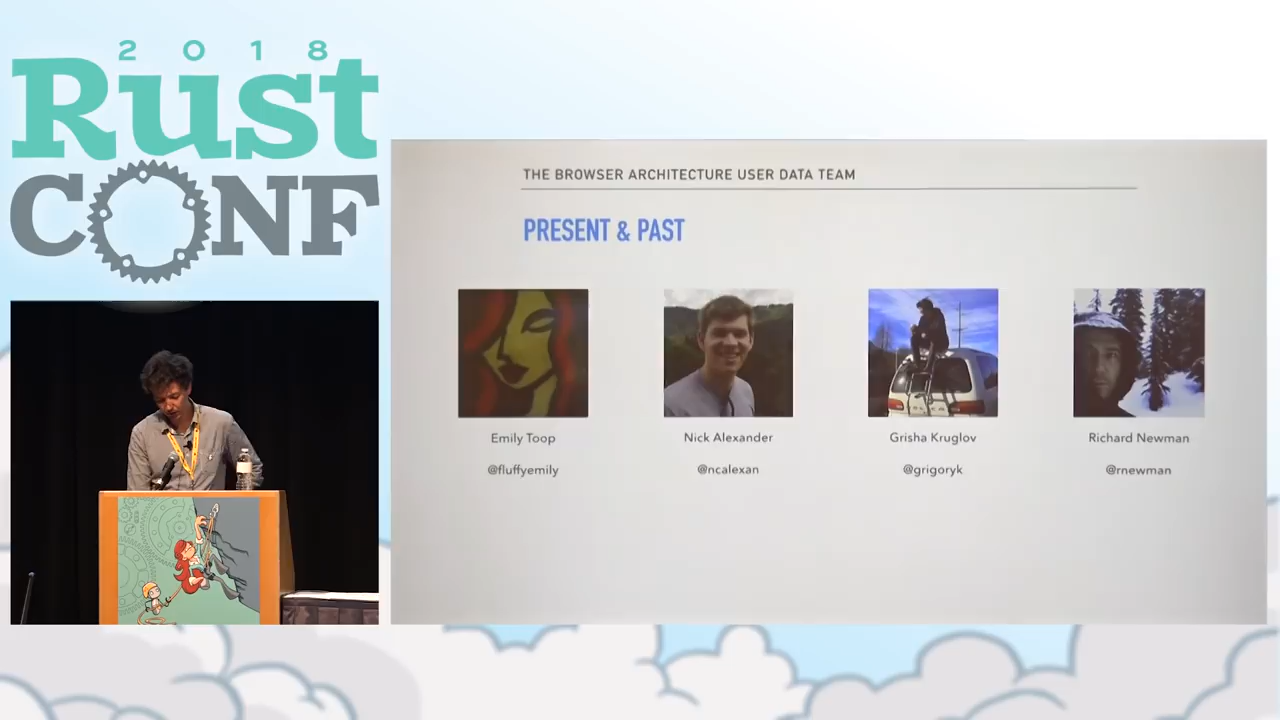 2018
Rust
CONF
THE BROWSER ARCHITECTURE USER DATA TEAM
PRESENT & PAST
Emily Toop
@fluffyemily
Nick Alexander
@ncalexan
Grisha Kruglov
@grigoryk
Richard Newman
@rnewman